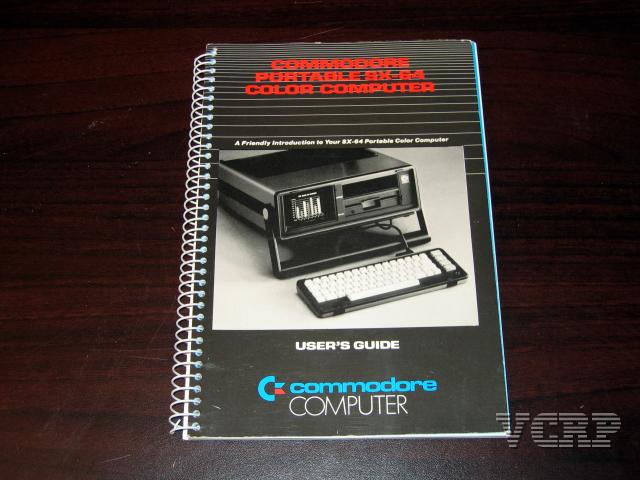 COMMODORE
PORTABLE SX-64
COLOR COMPUTER
A Friendly Introduction to Your SX-64 Portable Color Computer
USER'S GUIDE
commodore
COMPUTER
VCRP